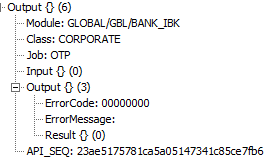 Output {} (6)
Module: GLOBAL/GBL/BANK_IBK
Class: CORPORATE
Job: OTP
Input {} (0)
Output {} (3)
ErrorCode: 00000000
ErrorMessage:
Result {} (0)
API_SEQ: 23ae5175781ca5a05147341c85ce7fb6